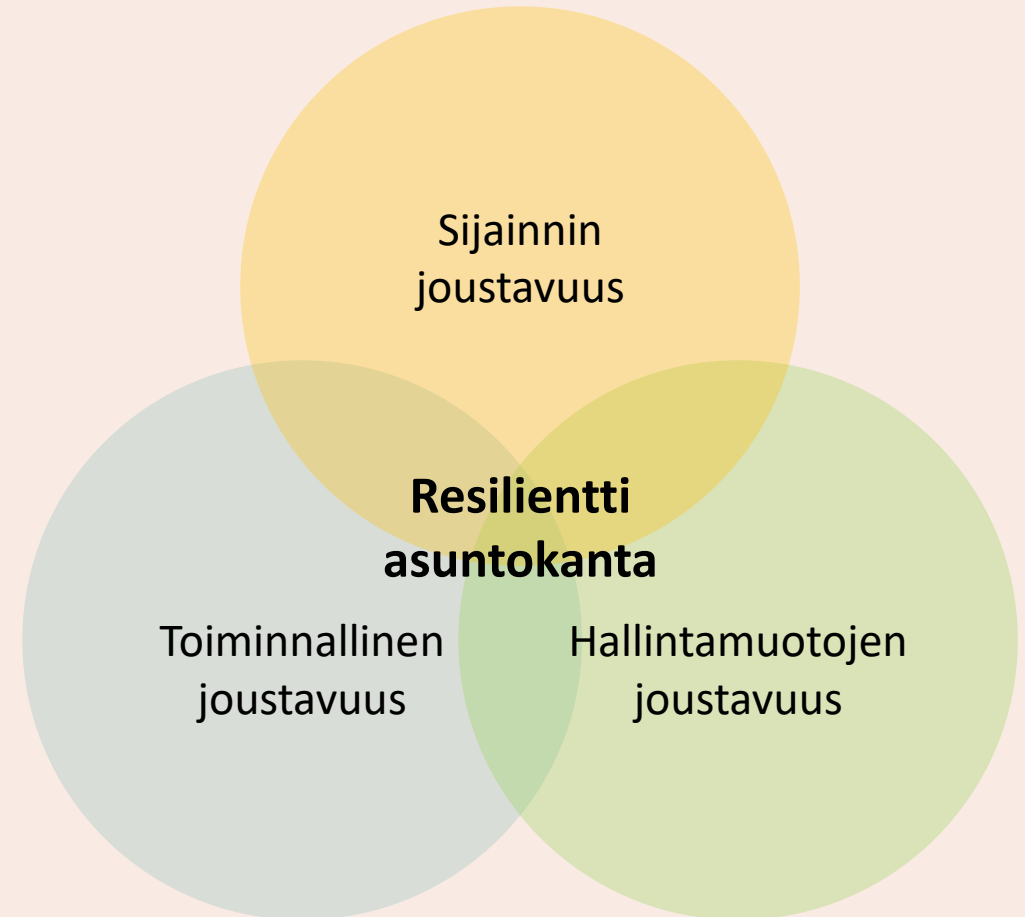 Sijainnin
joustavuus
Resilientti
asuntokanta
Toiminnallinen
joustavuus
Hallintamuotojen
joustavuus